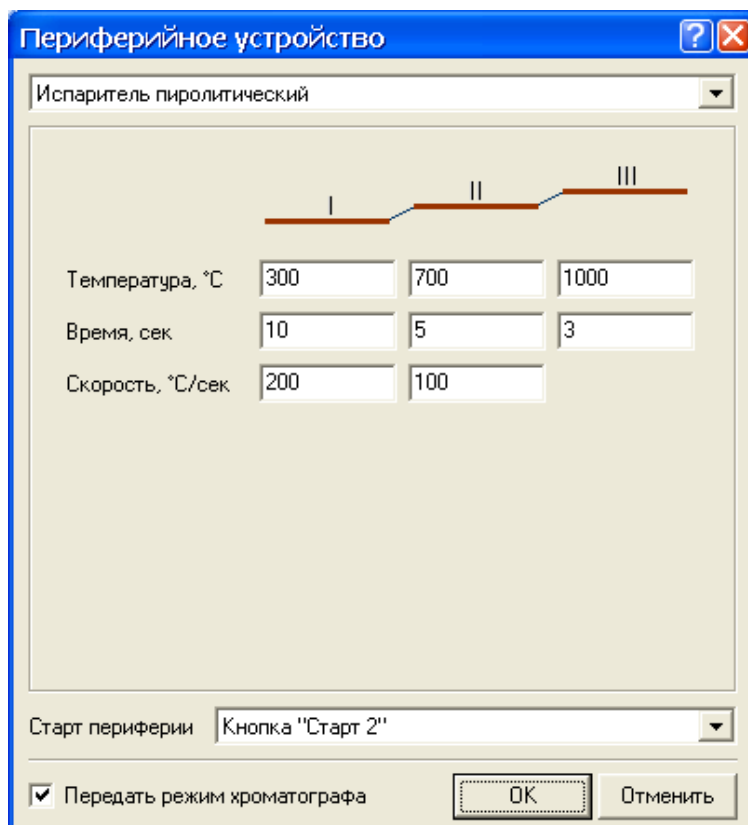 Периферийное устройство
Испаритель пиролитический
I II III
Температура, °C 300 700 1000
Время, сек 10 5 3
Скорость, °C/сек 200 100
Старт периферии Кнопка "Старт 2"
Передать режим хроматографа OK Отменить